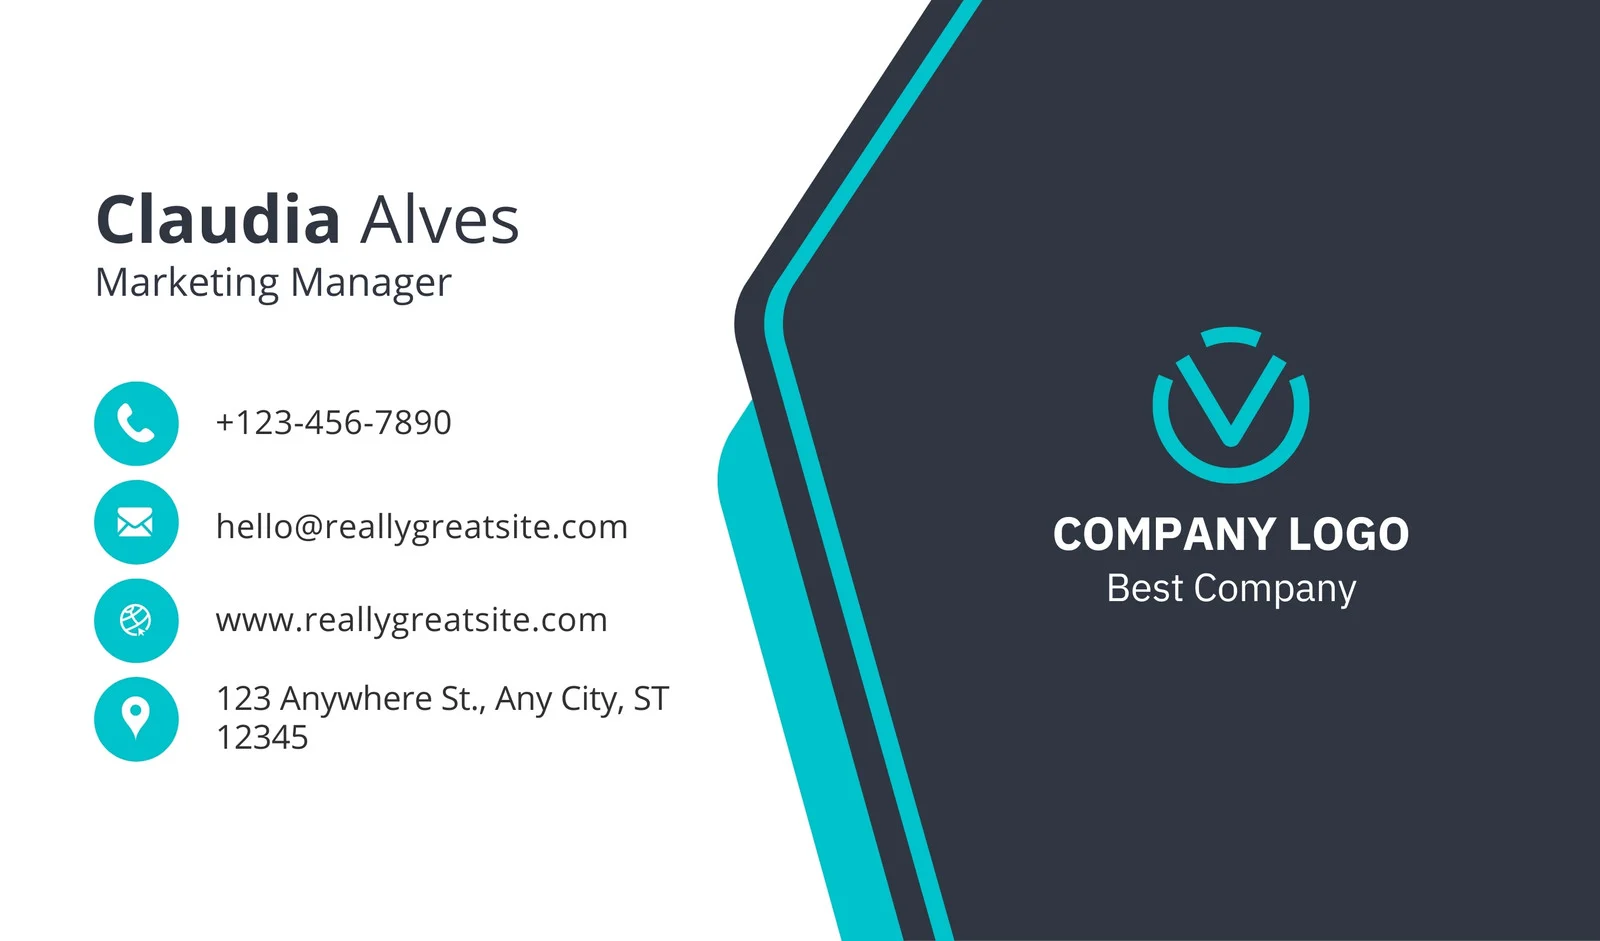 Claudia Alves
Marketing Manager
+123-456-7890
hello@reallygreatsite.com
www.reallygreatsite.com
123 Anywhere St., Any City, ST
12345
COMPANY LOGO
Best Company